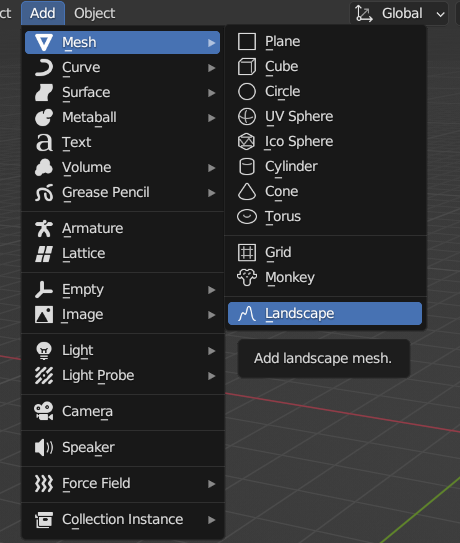 ct
Add
Object
Global
Mesh
Curve
Surface
Metaball
Text
Volume
Grease Pencil
Armature
Lattice
Empty
Image
Light
Light Probe
Camera
Speaker
Force Field
Collection Instance
Plane
Cube
Circle
UV Sphere
Ico Sphere
Cylinder
Cone
Torus
Grid
Monkey
Landscape
Add landscape mesh.